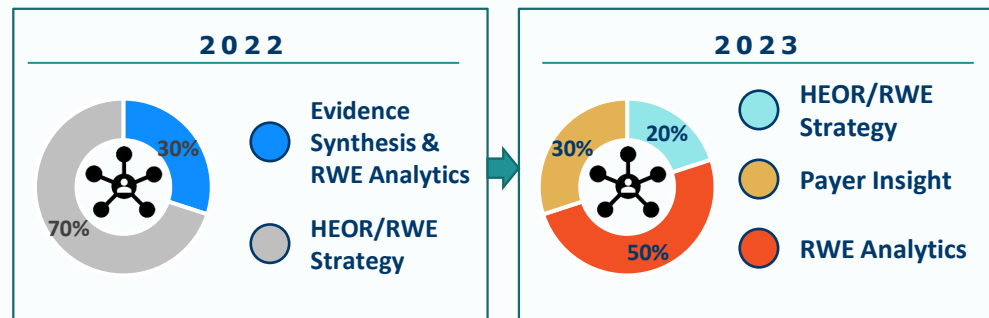 2022
30%
70%
Evidence
Synthesis &
RWE Analytics
HEOR/RWE
Strategy
2023
20%
30%
50%
HEOR/RWE
Strategy
Payer Insight
RWE Analytics